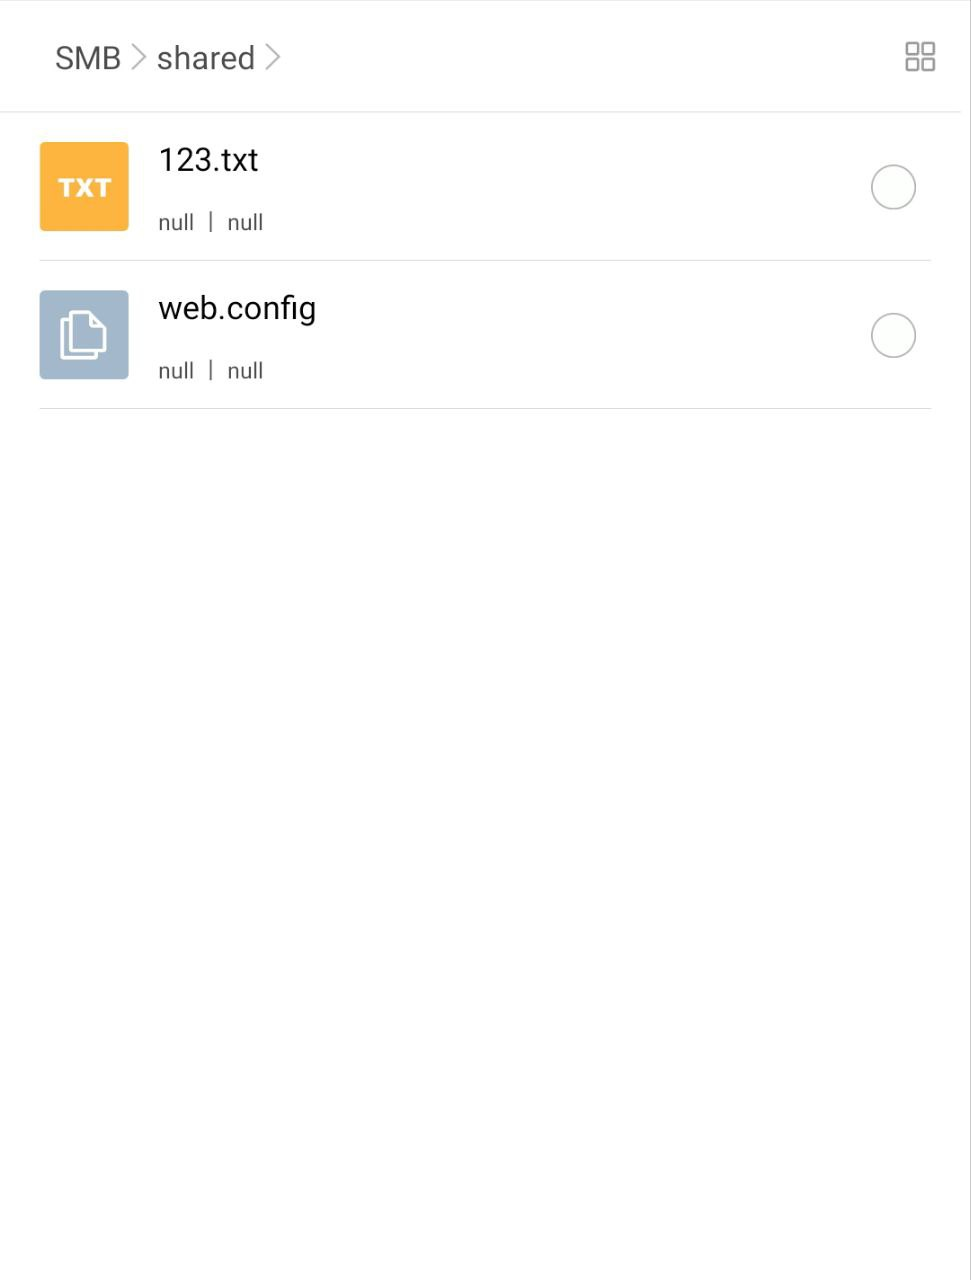 SMB > shared >
TXT
123.txt
null | null
web.config
null | null